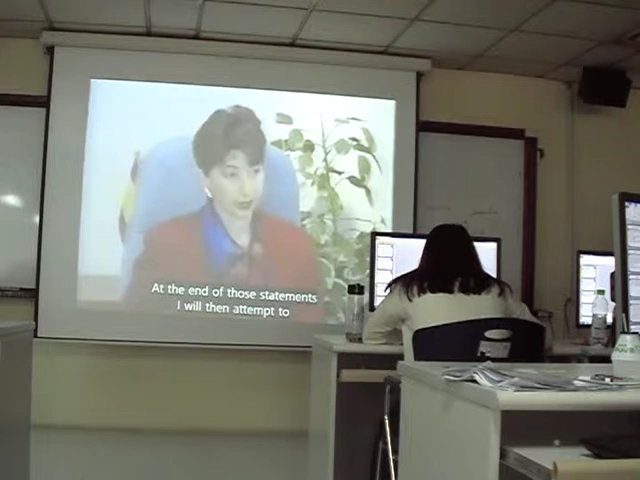 At the end of those statements
I will then attempt to